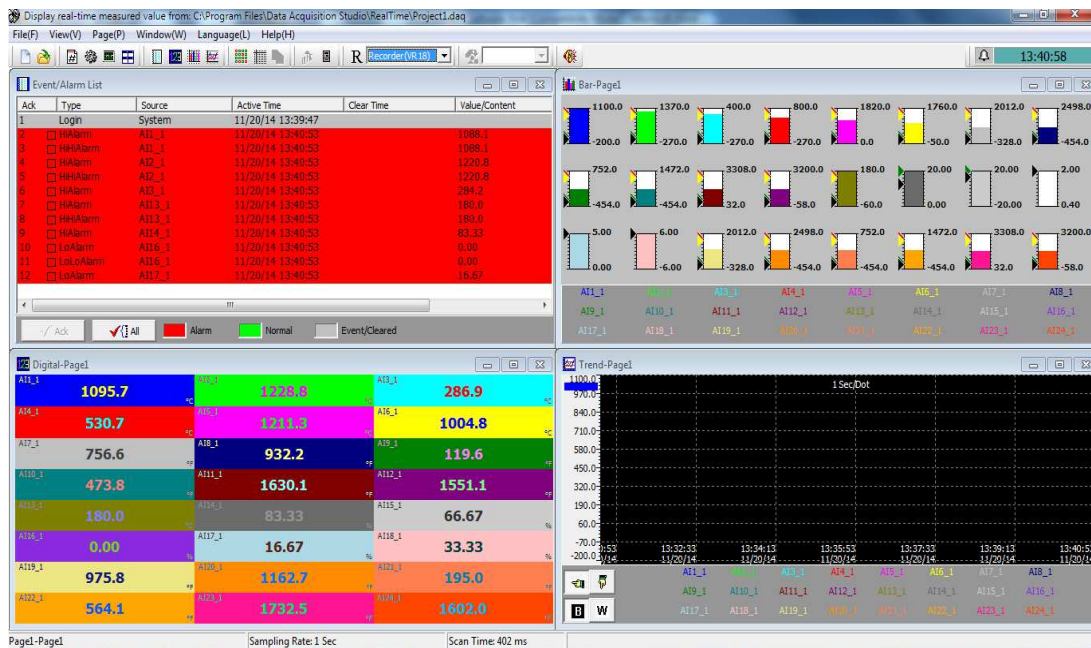 Display real-time measured value from: C:\Program Files\Data Acquisition Studio\RealTime\Project1.daq
File(F) View(V) Page(P) Window(W) Language(L) Help(H)
R Recorder(VR18) 13:40:58
Event/Alarm List
Ack Type Source Active Time Clear Time Value/Content
1 Login System 11/20/14 13:39:47
2 HiAlarm AI1_1 11/20/14 13:40:53 1088.1
3 HiHiAlarm AI1_1 11/20/14 13:40:53 1088.1
4 HiAlarm AI2_1 11/20/14 13:40:53 1220.8
5 HiHiAlarm AI2_1 11/20/14 13:40:53 1220.8
6 HiAlarm AI3_1 11/20/14 13:40:53 284.2
7 HiAlarm AI13_1 11/20/14 13:40:53 180.0
8 HiHiAlarm AI13_1 11/20/14 13:40:53 180.0
9 HiAlarm AI14_1 11/20/14 13:40:53 83.33
10 LoAlarm AI16_1 11/20/14 13:40:53 0.00
11 LoLoAlarm AI16_1 11/20/14 13:40:53 0.00
12 LoAlarm AI17_1 11/20/14 13:40:53 16.67
Ack All Alarm Normal Event/Cleared
Bar-Page1
1100.0 1370.0 400.0 800.0 1820.0 1760.0 2012.0 2498.0
-200.0 -270.0 -270.0 -270.0 0.0 -50.0 -328.0 -454.0
752.0 1472.0 3308.0 3200.0 180.0 20.00 20.00 2.00
-454.0 -454.0 32.0 -58.0 -60.0 0.00 -20.00 0.40
5.00 6.00 2012.0 2498.0 752.0 1472.0 3308.0 3200.0
0.00 -6.00 -328.0 -454.0 -454.0 -454.0 32.0 -58.0
AI1_1 AI2_1 AI3_1 AI4_1 AI5_1 AI6_1 AI7_1 AI8_1
AI9_1 AI10_1 AI11_1 AI12_1 AI13_1 AI14_1 AI15_1 AI16_1
AI17_1 AI18_1 AI19_1 AI20_1 AI21_1 AI22_1 AI23_1 AI24_1
Digital-Page1
AI1_1 1095.7 °C AI2_1 1228.8 °C AI3_1 286.9 °C
AI4_1 530.7 °C AI5_1 1211.3 °C AI6_1 1004.8 °C
AI7_1 756.6 °F AI8_1 932.2 °F AI9_1 119.6 °F
AI10_1 473.8 °F AI11_1 1630.1 °F AI12_1 1551.1 °F
AI13_1 180.0 °C AI14_1 83.33 % AI15_1 66.67 %
AI16_1 0.00 % AI17_1 16.67 % AI18_1 33.33 %
AI19_1 975.8 °F AI20_1 1162.7 °F AI21_1 195.0 °F
AI22_1 564.1 °F AI23_1 1732.5 °F AI24_1 1602.0 °F
Trend-Page1
1 Sec/Dot
1100.0
970.0
840.0
710.0
580.0
450.0
320.0
190.0
60.0
-70.0
-200.0
13:32:33 13:34:13 13:35:53 13:37:33 13:39:13
11/20/14 11/20/14 11/20/14 11/20/14 11/20/14
AI1_1 AI2_1 AI3_1 AI4_1 AI5_1 AI6_1 AI7_1 AI8_1
AI9_1 AI10_1 AI11_1 AI12_1 AI13_1 AI14_1 AI15_1 AI16_1
AI17_1 AI18_1 AI19_1 AI20_1 AI21_1 AI22_1 AI23_1 AI24_1
B W
Page1-Page1 Sampling Rate: 1 Sec Scan Time: 402 ms